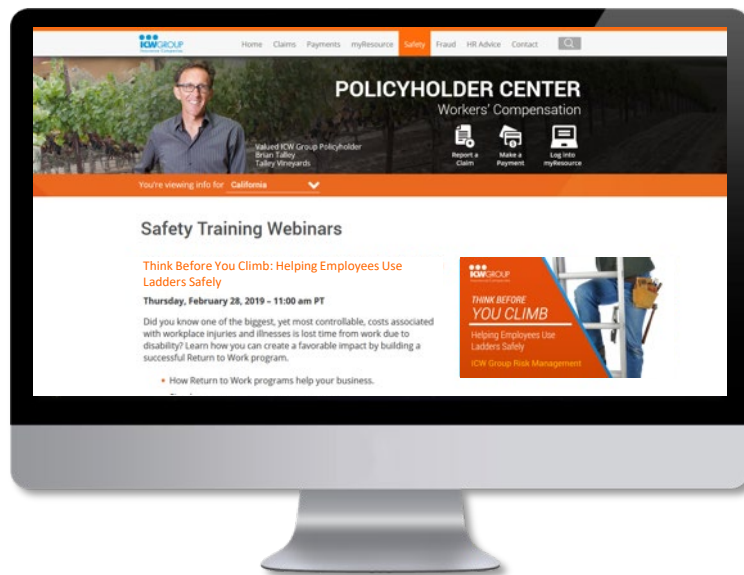 ICWGROUP
Insurance Companies
Home Claims Payments myResource Safety Fraud HR Advice Contact
POLICYHOLDER CENTER
Workers' Compensation
Valued ICW Group Policyholder
Brian Talley
Talley Vineyards
Report a
Claim
Make a
Payment
Log into
myResource
You're viewing info for California
Safety Training Webinars
Think Before You Climb: Helping Employees Use
Ladders Safely
Thursday, February 28, 2019 – 11:00 am PT
Did you know one of the biggest, yet most controllable, costs associated
with workplace injuries and illnesses is lost time from work due to
disability? Learn how you can create a favorable impact by building a
successful Return to Work program.
• How Return to Work programs help your business.
ICWGROUP
Insurance Companies
THINK BEFORE
YOU CLIMB
Helping Employees Use
Ladders Safely
ICW Group Risk Management